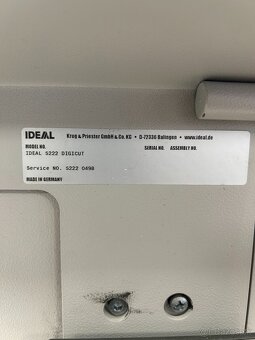 IDEAL Krug & Priester GmbH & Co. KG • D-72336 Balingen • www.ideal.de
MODEL NO. SERIAL NO. ASSEMBLY NO.
IDEAL 5222 DIGICUT
Service NO. 5222 0498
MADE IN GERMANY